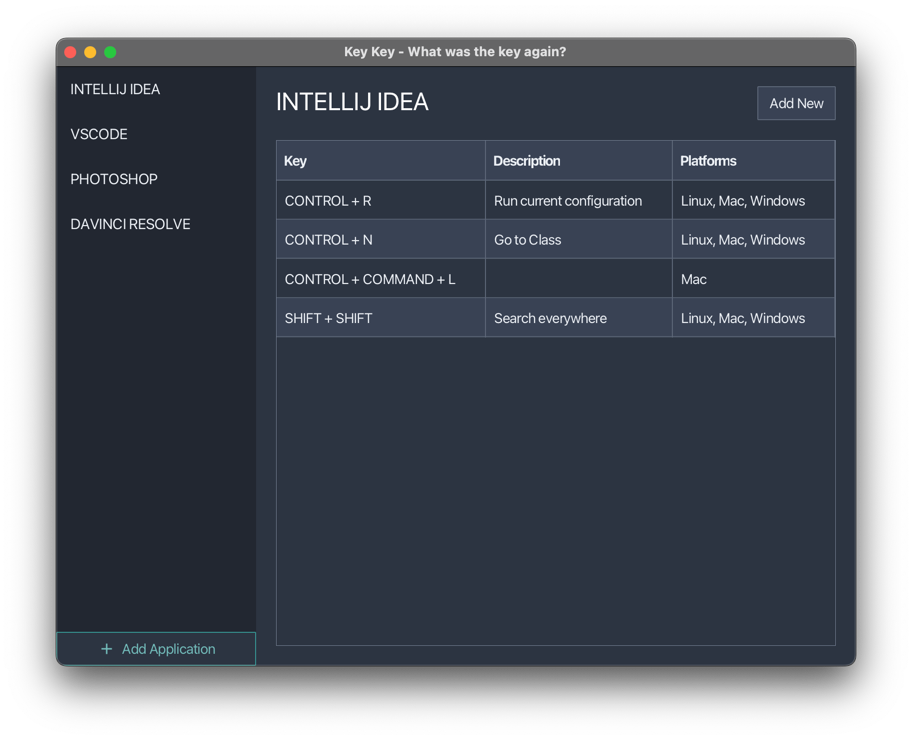 Key Key - What was the key again?
INTELLIJ IDEA
VSCODE
PHOTOSHOP
DAVINCI RESOLVE
+ Add Application
INTELLIJ IDEA
Add New
Key Description Platforms
CONTROL + R Run current configuration Linux, Mac, Windows
CONTROL + N Go to Class Linux, Mac, Windows
CONTROL + COMMAND + L Mac
SHIFT + SHIFT Search everywhere Linux, Mac, Windows